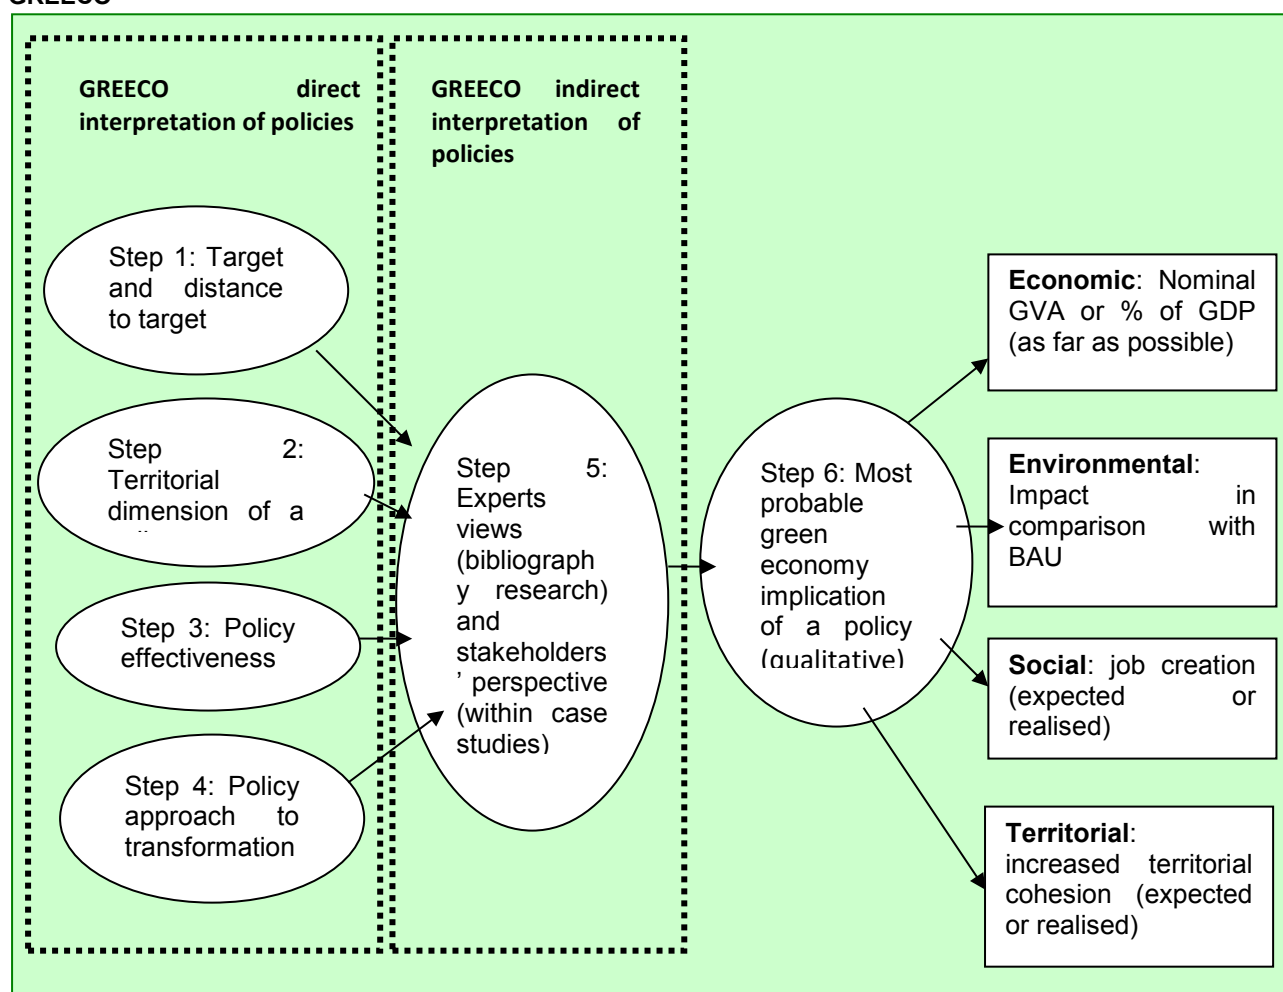 GREECO
GREECO direct
interpretation of policies
GREECO indirect
interpretation of
policies
Step 1: Target
and distance
to target
Step 2:
Territorial
dimension of a
Step 3: Policy
effectiveness
Step 4: Policy
approach to
transformation
Step 5:
Experts
views
(bibliograph
y research)
and
stakeholders
’ perspective
(within case
studies)
Step 6: Most
probable
green
economy
implication
of a policy
(qualitative)
Economic: Nominal
GVA or % of GDP
(as far as possible)
Environmental:
Impact in
comparison with
BAU
Social: job creation
(expected or
realised)
Territorial:
increased territorial
cohesion (expected
or realised)